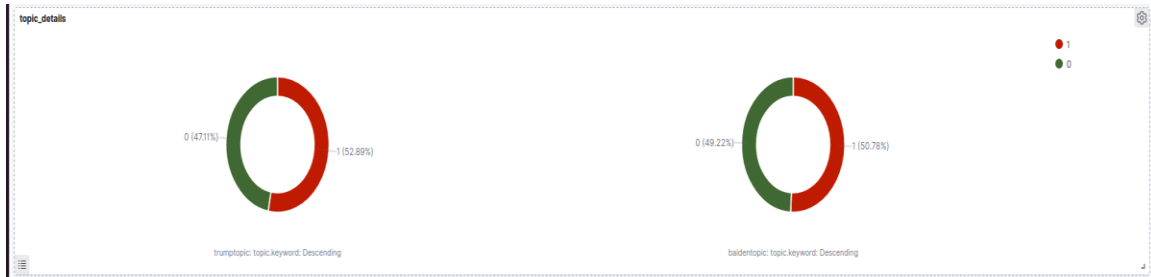 topic_details
1
0
0 (47.11%)
1 (52.89%)
0 (49.22%)
1 (50.78%)
trumptopic: topic.keyword: Descending
baidentopic: topic.keyword: Descending